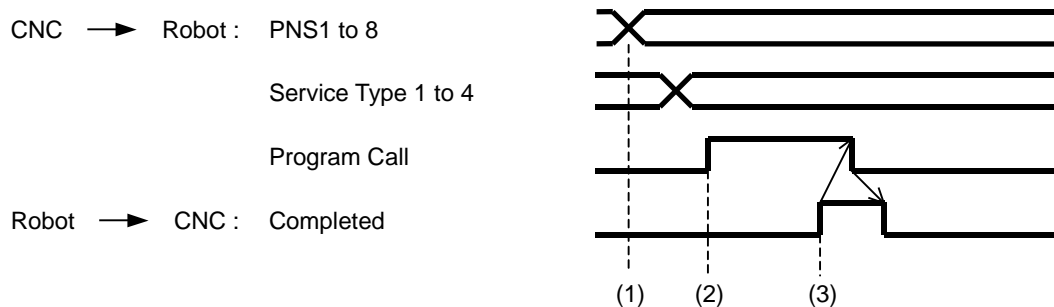 CNC Robot : PNS1 to 8
Service Type 1 to 4
Program Call
Robot CNC : Completed
(1) (2) (3)